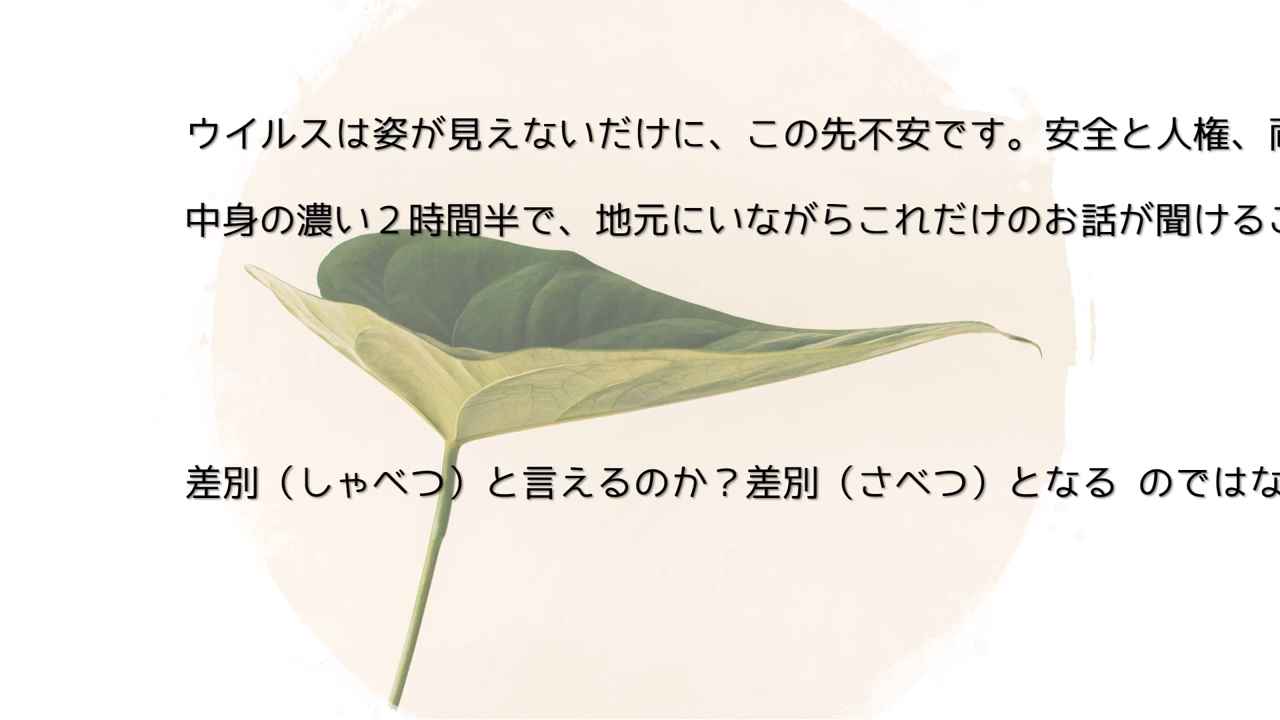 ウイルスは姿が見えないだけに、この先不安です。安全と人権、
中身の濃い２時間半で、地元にいながらこれだけのお話が聞ける
差別（しゃべつ）と言えるのか？差別（さべつ）となる のではな